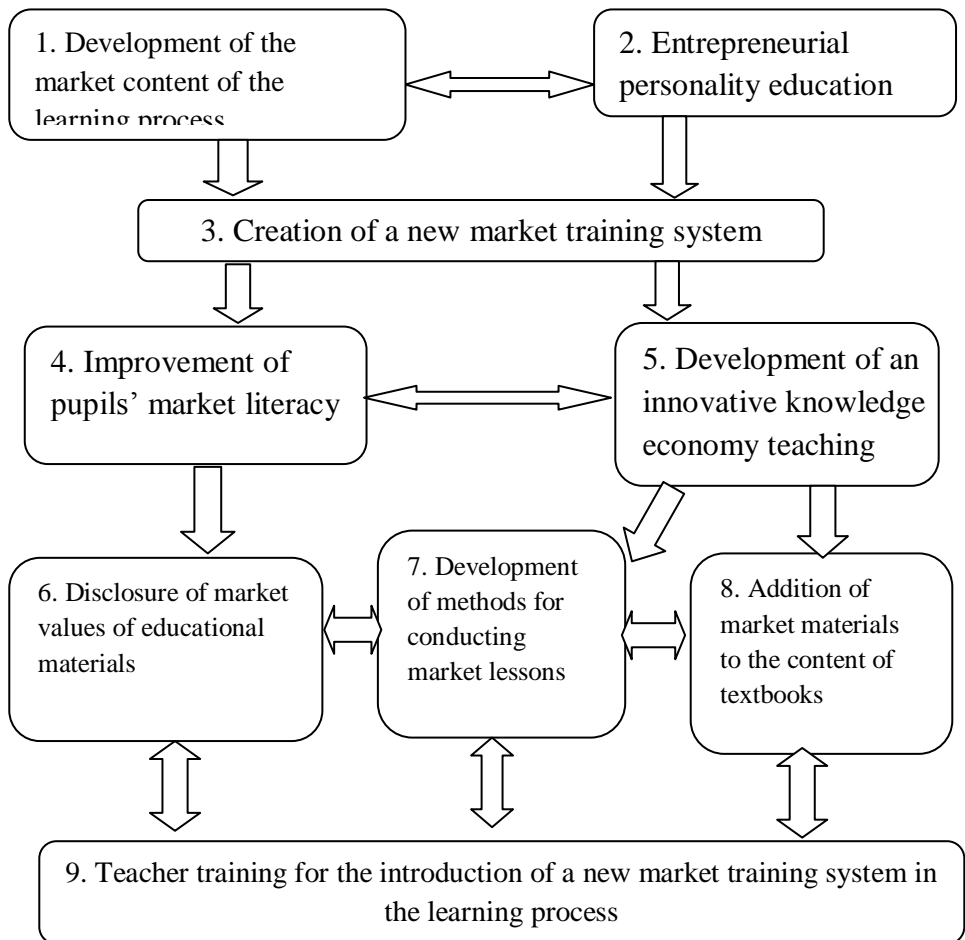 1. Development of the
market content of the
learning process
2. Entrepreneurial
personality education
3. Creation of a new market training system
4. Improvement of
pupils’ market literacy
5. Development of an
innovative knowledge
economy teaching
6. Disclosure of market
values of educational
materials
7. Development
of methods for
conducting
market lessons
8. Addition of
market materials
to the content of
textbooks
9. Teacher training for the introduction of a new market training system in
the learning process